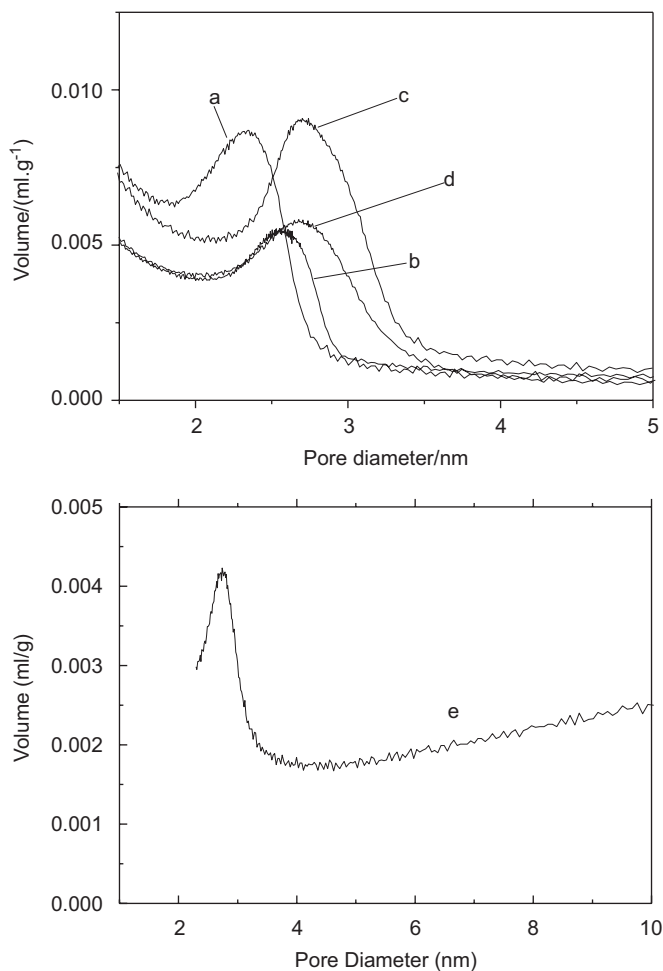 a
c
d
b
Volume/(ml.g⁻¹)
0.010
0.005
0.000
2 3 4 5
Pore diameter/nm
0.005
0.004
0.003
0.002
0.001
0.000
Volume (ml/g)
e
2 4 6 8 10
Pore Diameter (nm)